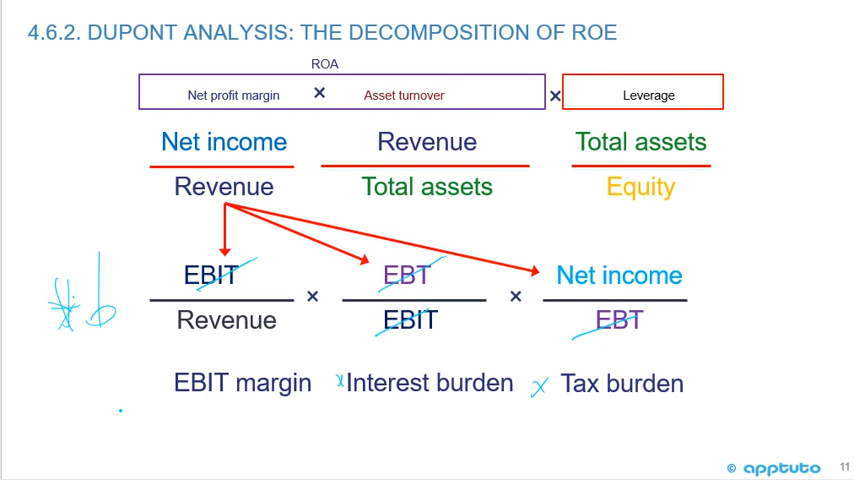 4.6.2. DUPONT ANALYSIS: THE DECOMPOSITION OF ROE
ROA
Net profit margin × Asset turnover × Leverage
Net income Revenue Total assets
Revenue Total assets Equity
EBIT × EBT × Net income
Revenue EBIT EBT
EBIT margin x Interest burden x Tax burden
© apptuto 11